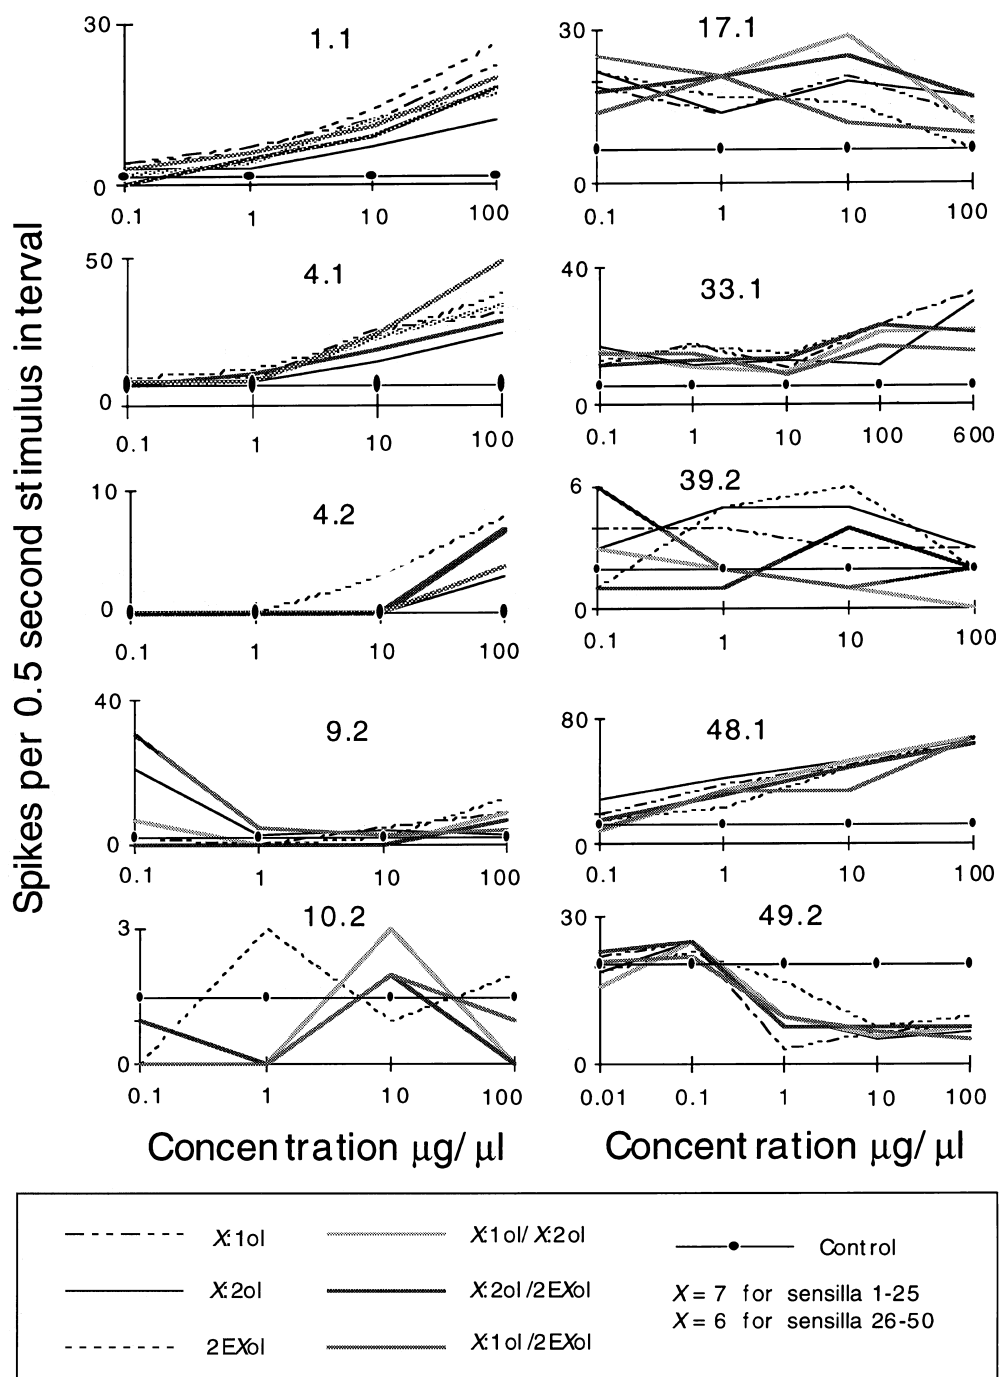 Spikes per 0.5 second stimulus interval
1.1
30
0
0.1 1 10 100
17.1
30
0
0.1 1 10 100
4.1
50
0
0.1 1 10 100
33.1
40
0
0.1 1 10 100 600
4.2
10
0
0.1 1 10 100
39.2
6
0
0.1 1 10 100
9.2
40
0
0.1 1 10 100
48.1
80
0
0.1 1 10 100
10.2
3
0
0.1 1 10 100
49.2
30
0
0.01 0.1 1 10 100
Concentration µg/ µl
Concentration µg/ µl
X:1ol
X:2ol
2EXol
X:1ol/ X:2ol
X:2ol/2EXol
X:1ol/2EXol
Control
X = 7 for sensilla 1-25
X = 6 for sensilla 26-50